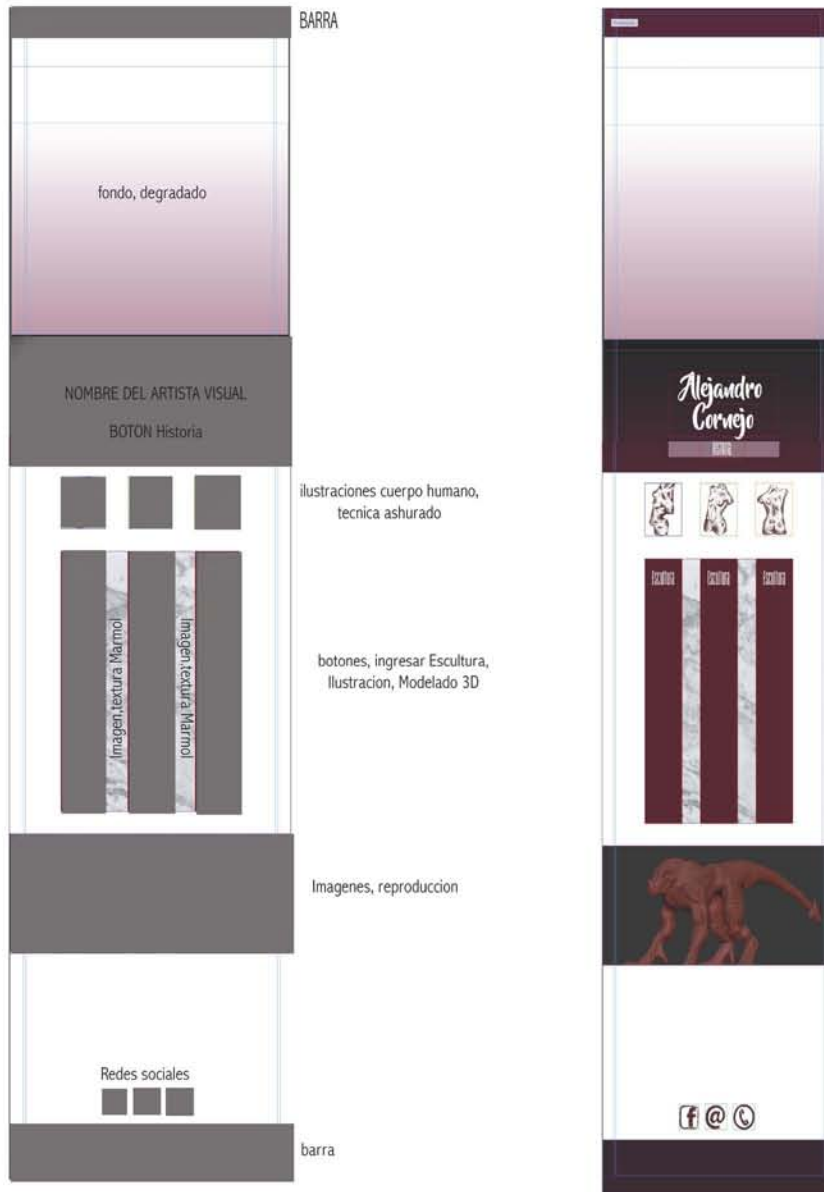 BARRA
fondo, degradado
NOMBRE DEL ARTISTA VISUAL
BOTON Historia
ilustraciones cuerpo humano,
tecnica ashurado
Imagen,textura Marmol
Imagen,textura Marmol
botones, ingresar Escultura,
Ilustracion, Modelado 3D
Imagenes, reproduccion
Redes sociales
barra
Alejandro
Cornejo
Escultura
Escultura
Escultura
f @